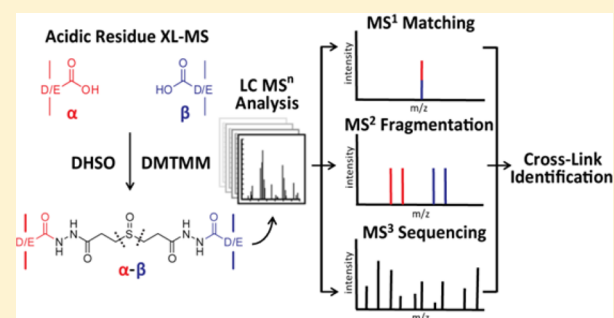 Acidic Residue XL-MS
O
D/E
OH
α
O
HO
D/E
β
DHSO
DMTMM
O
D/E
H
N
N
H
O
O
S
O
H
N
N
H
O
D/E
α-β
LC MSⁿ
Analysis
MS¹ Matching
intensity
m/z
MS² Fragmentation
intensity
m/z
MS³ Sequencing
intensity
m/z
Cross-Link
Identification